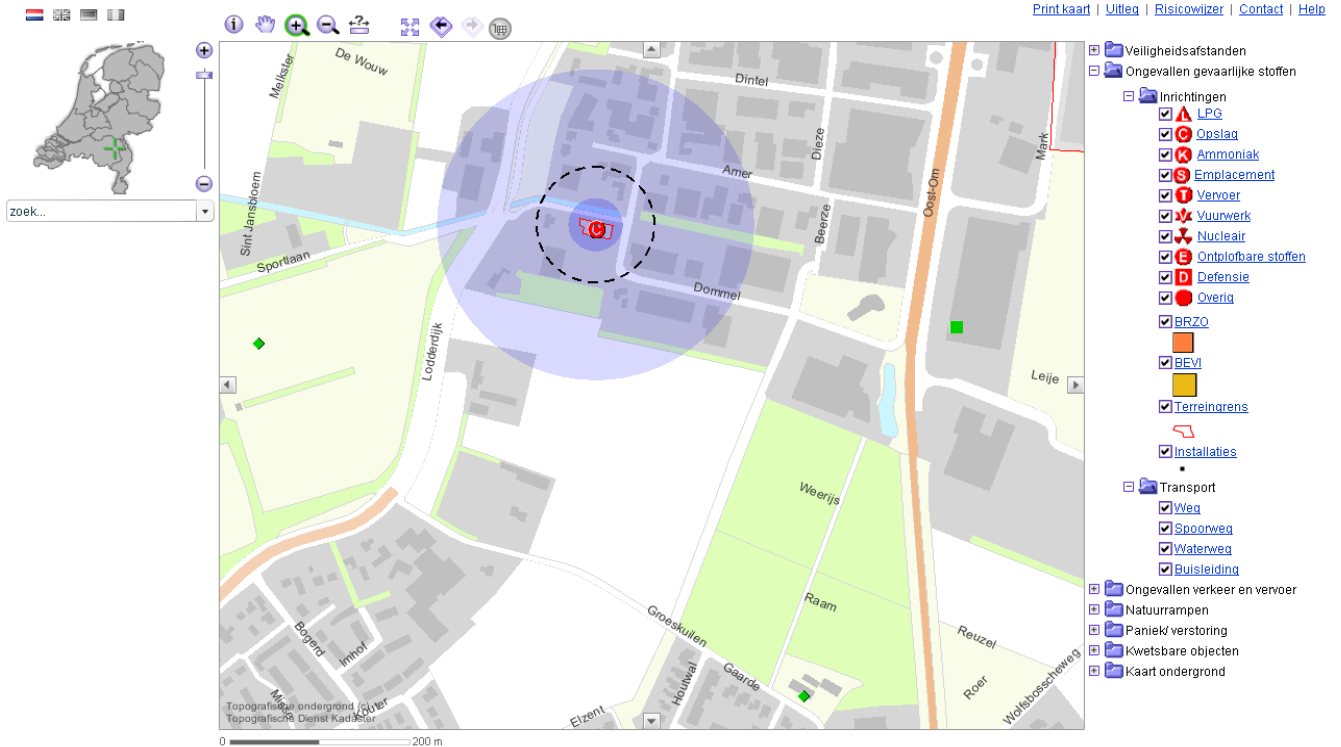 Print kaart | Uitleg | Risicowijzer | Contact | Help
zoek...
De Wouw
Melkster
Dintel
Dieze
Mark
Amer
Oost-Om
Sint Jansbloem
Beerze
Sportlaan
Dommel
Lodderdijk
Leije
Weerijs
Raam
Groeskuilen
Reuzel
Bogerd
Imhof
Gaarde
Houtwal
Roer
Wolfsbosscheweg
Kouter
Elzent
Topografische ondergrond (c)
Topografische Dienst Kadaster
0 200 m
Veiligheidsafstanden
Ongevallen gevaarlijke stoffen
Inrichtingen
L LPG
C Opslag
K Ammoniak
S Emplacement
T Vervoer
Vuurwerk
Nucleair
E Ontplofbare stoffen
D Defensie
Overig
BRZO
BEVI
Terreingrens
Installaties
Transport
Weg
Spoorweg
Waterweg
Buisleiding
Ongevallen verkeer en vervoer
Natuurrampen
Paniek/ verstoring
Kwetsbare objecten
Kaart ondergrond
C